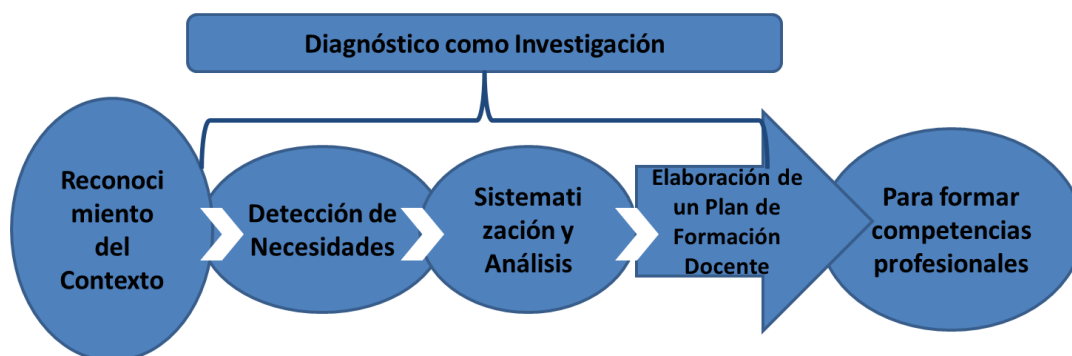 Diagnóstico como Investigación
Reconoci
miento
del
Contexto
Detección de
Necesidades
Sistemati
zación y
Análisis
Elaboración de
un Plan de
Formación
Docente
Para formar
competencias
profesionales